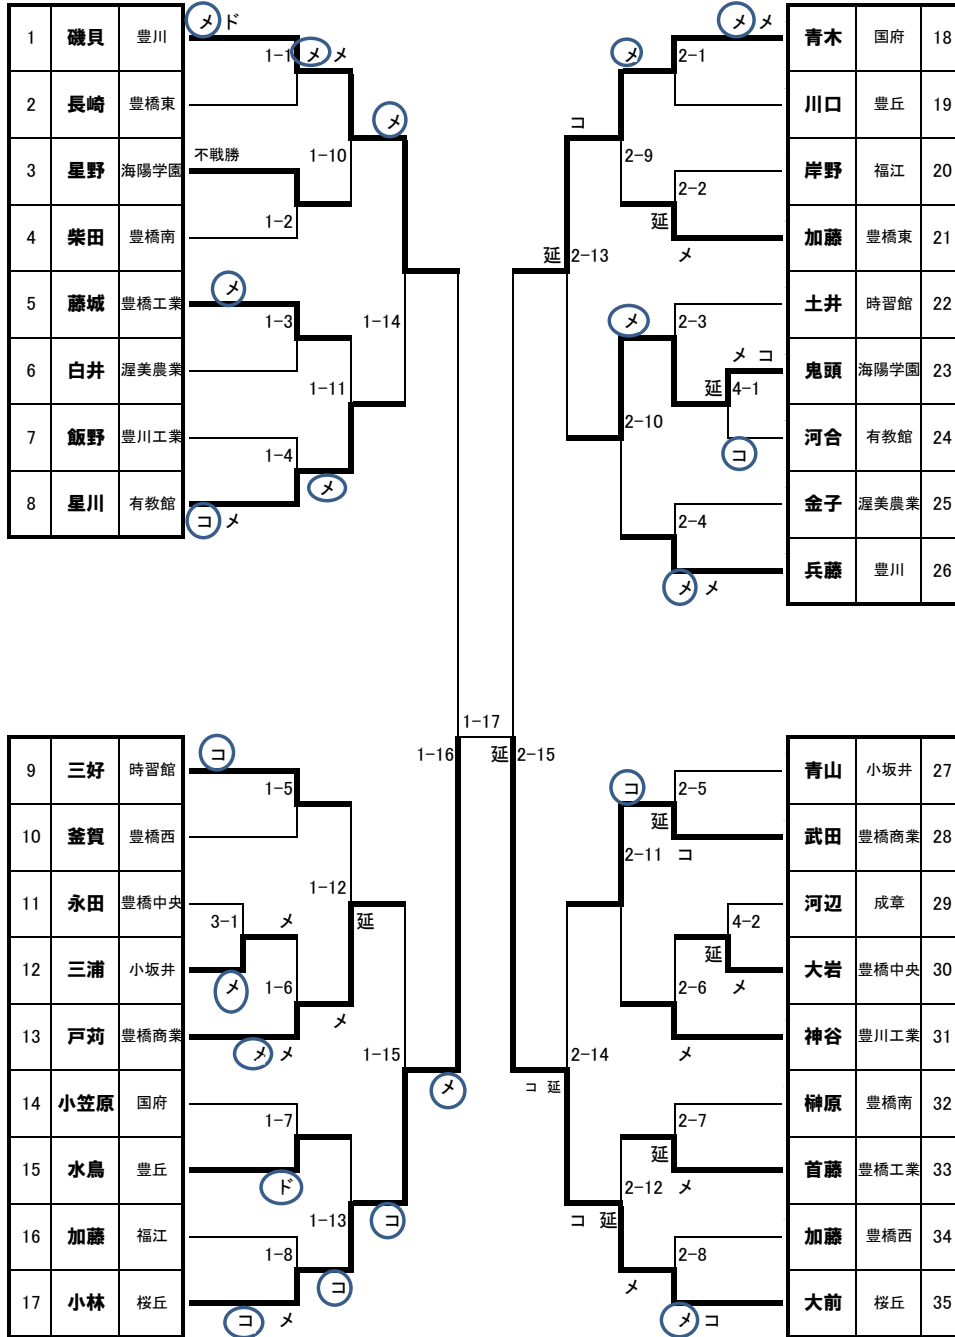 1 磯貝 豊川
メ ド
1-1
メ メ
2 長崎 豊橋東
メ
3 星野 海陽学園
不戦勝
1-10
1-2
4 柴田 豊橋南
5 藤城 豊橋工業
メ
1-3
1-14
6 白井 渥美農業
1-11
7 飯野 豊川工業
1-4
メ
8 星川 有教館
コ メ
メ メ
青木 国府 18
メ
2-1
川口 豊丘 19
コ
2-9
岸野 福江 20
2-2
延
加藤 豊橋東 21
メ
延 2-13
土井 時習館 22
メ
2-3
メ コ
鬼頭 海陽学園 23
延 4-1
2-10
河合 有教館 24
コ
金子 渥美農業 25
2-4
兵藤 豊川 26
メ メ
1-17
1-16
延 2-15
9 三好 時習館
コ
1-5
10 釜賀 豊橋西
1-12
11 永田 豊橋中央
3-1
メ
延
12 三浦 小坂井
メ
1-6
メ
13 戸苅 豊橋商業
メ メ
1-15
メ
14 小笠原 国府
1-7
15 水鳥 豊丘
ド
1-13
コ
16 加藤 福江
1-8
コ
17 小林 桜丘
コ メ
青山 小坂井 27
コ
2-5
延
武田 豊橋商業 28
2-11 コ
河辺 成章 29
4-2
延
大岩 豊橋中央 30
2-6 メ
神谷 豊川工業 31
メ
2-14
コ 延
榊原 豊橋南 32
2-7
延
首藤 豊橋工業 33
2-12 メ
コ 延
加藤 豊橋西 34
2-8
メ
大前 桜丘 35
メ コ